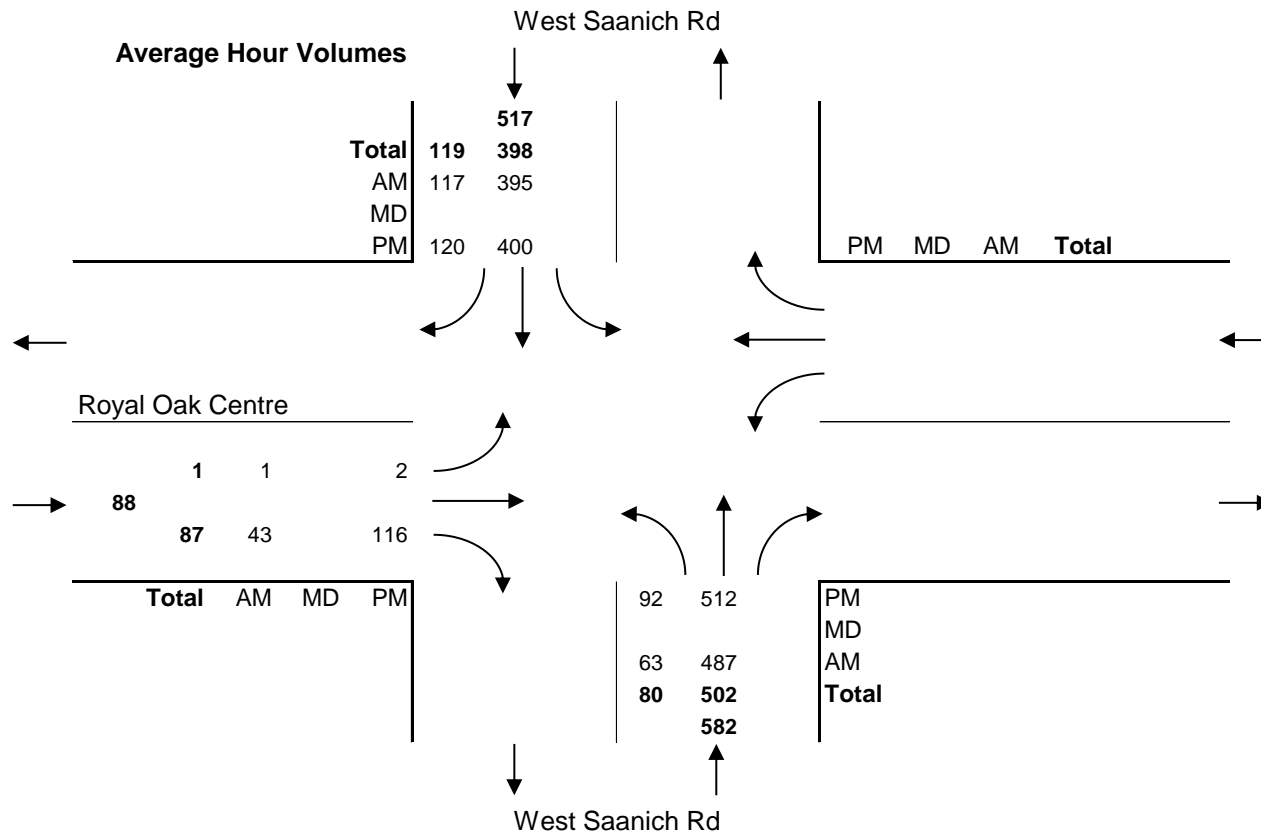 West Saanich Rd
Average Hour Volumes
517
Total 119 398
AM 117 395
MD
PM 120 400
PM MD AM Total
Royal Oak Centre
1 1 2
88
87 43 116
Total AM MD PM
92 512 PM
MD
63 487 AM
80 502 Total
582
West Saanich Rd